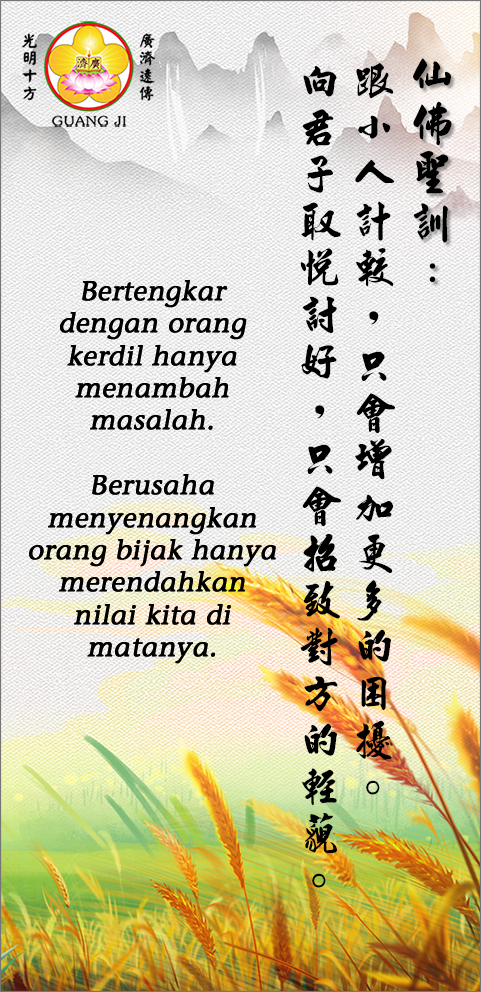 光明十方
濟廣
廣濟遠傳
GUANG JI
仙佛聖訓：
跟小人計較，只會增加更多的困擾。
向君子取悅討好，只會招致對方的輕藐。
Bertengkar
dengan orang
kerdil hanya
menambah
masalah.
Berusaha
menyenangkan
orang bijak hanya
merendahkan
nilai kita di
matanya.